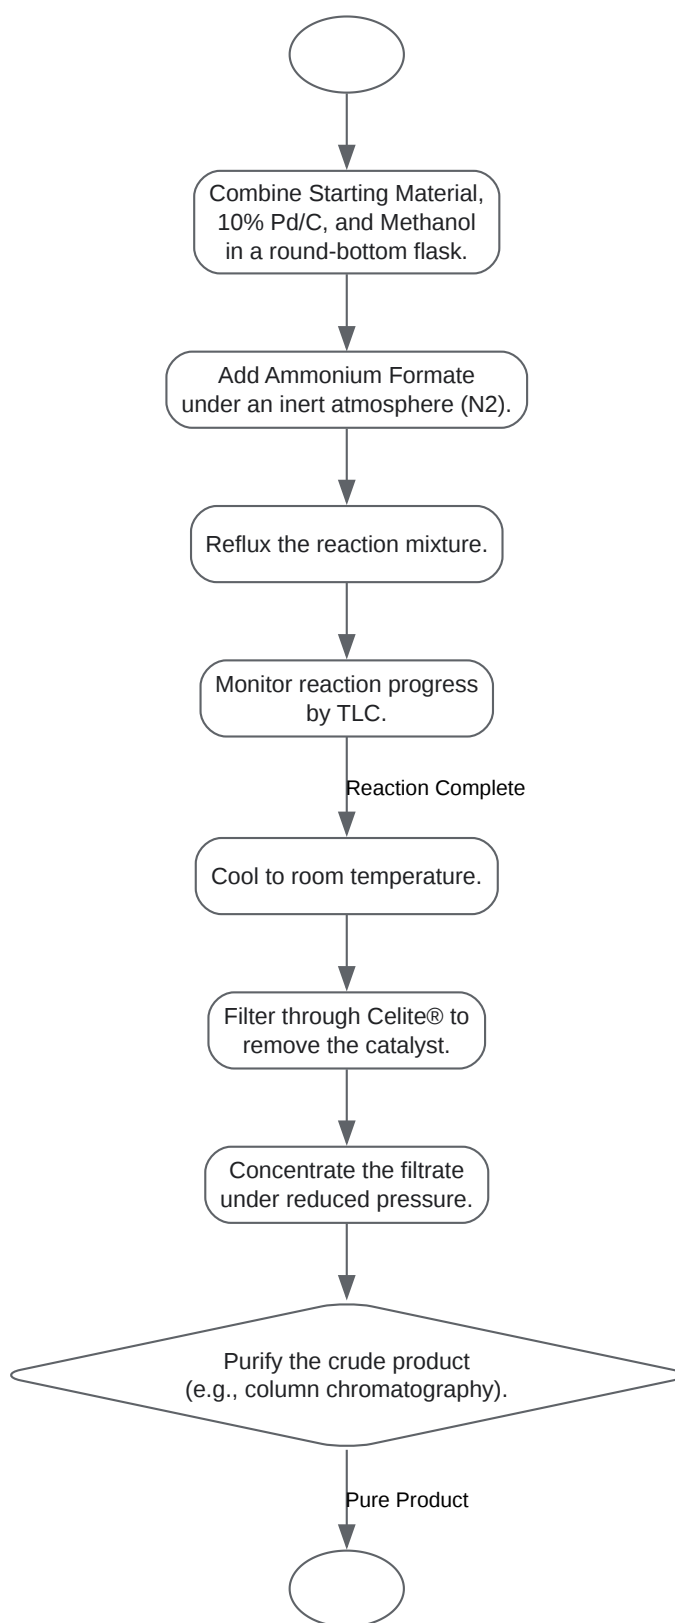 Combine Starting Material,
10% Pd/C, and Methanol
in a round-bottom flask.
Add Ammonium Formate
under an inert atmosphere (N2).
Reflux the reaction mixture.
Monitor reaction progress
by TLC.
Reaction Complete
Cool to room temperature.
Filter through Celite® to
remove the catalyst.
Concentrate the filtrate
under reduced pressure.
Purify the crude product
(e.g., column chromatography).
Pure Product